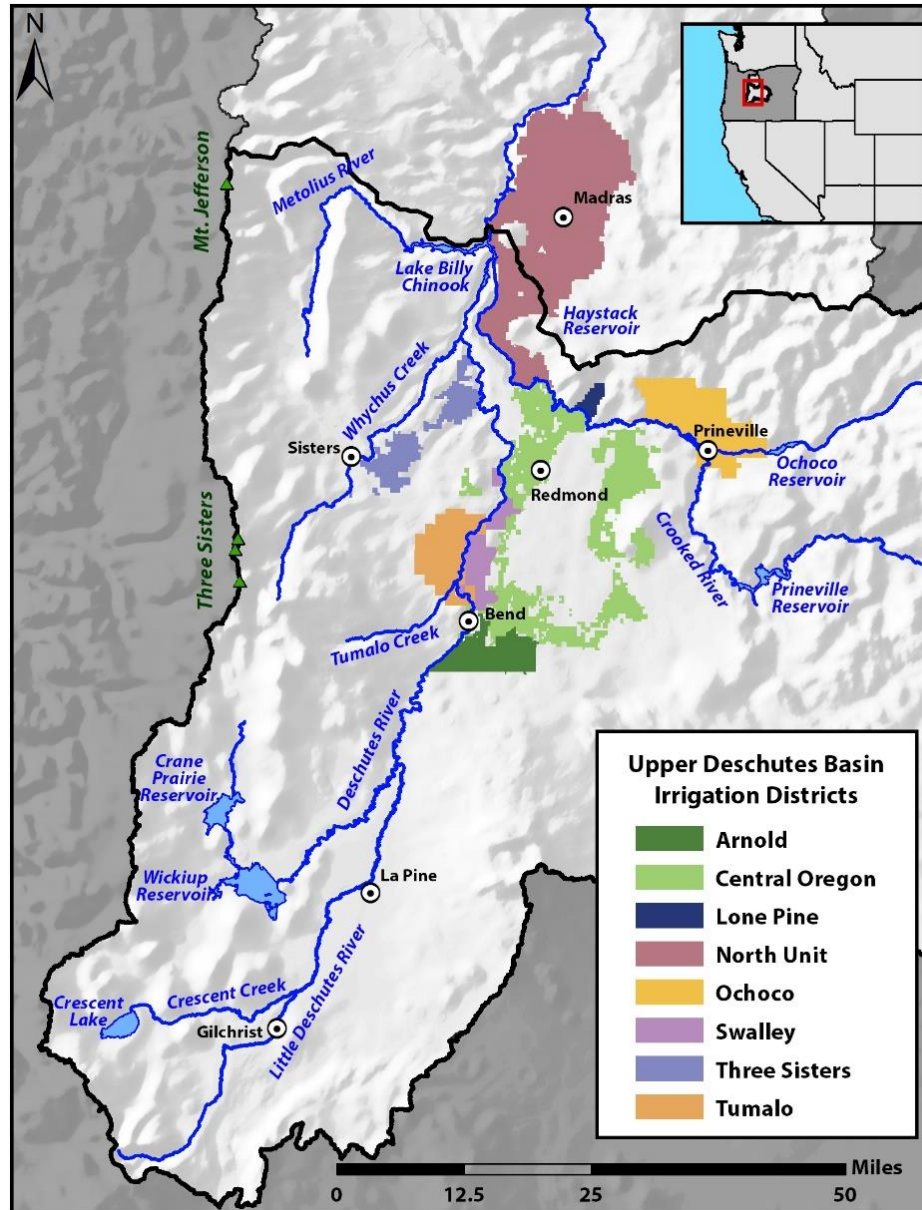 N
Mt. Jefferson
Metolius River
Madras
Lake Billy
Chinook
Haystack
Reservoir
Whychus Creek
Sisters
Prineville
Redmond
Ochoco
Reservoir
Three Sisters
Crooked River
Prineville
Reservoir
Bend
Tumalo Creek
Deschutes River
Crane
Prairie
Reservoir
Wickiup
Reservoir
La Pine
Little Deschutes River
Crescent Creek
Crescent
Lake
Gilchrist
Upper Deschutes Basin
Irrigation Districts
Arnold
Central Oregon
Lone Pine
North Unit
Ochoco
Swalley
Three Sisters
Tumalo
Miles
0 12.5 25 50